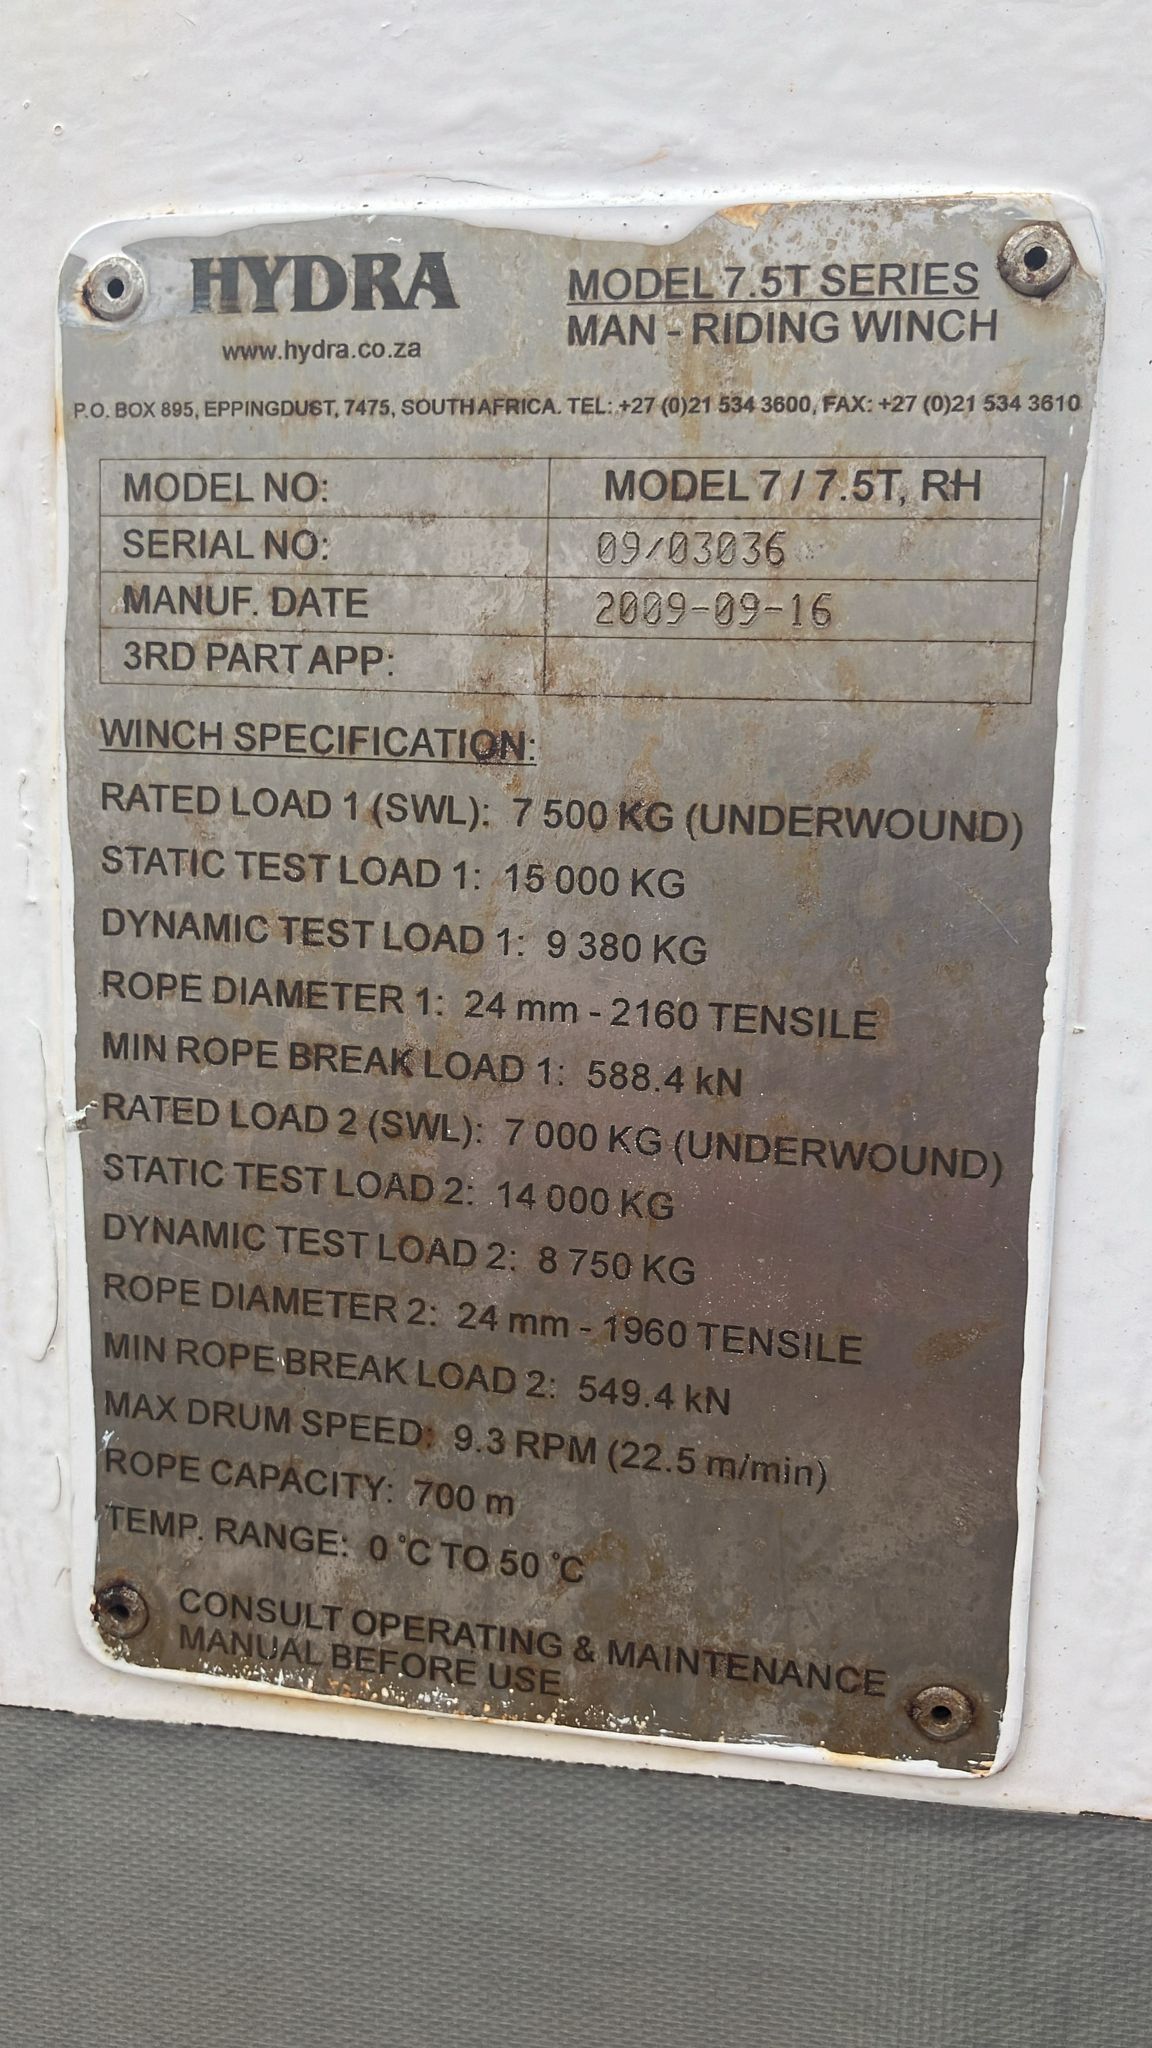 HYDRA
www.hydra.co.za
MODEL 7.5T SERIES
MAN - RIDING WINCH
P.O. BOX 895, EPPINGDUST, 7475, SOUTH AFRICA. TEL: +27 (0)21 534 3600, FAX: +27 (0)21 534 3610
MODEL NO: MODEL 7 / 7.5T, RH
SERIAL NO: 09/03036
MANUF. DATE 2009-09-16
3RD PART APP:
WINCH SPECIFICATION:
RATED LOAD 1 (SWL): 7 500 KG (UNDERWOUND)
STATIC TEST LOAD 1: 15 000 KG
DYNAMIC TEST LOAD 1: 9 380 KG
ROPE DIAMETER 1: 24 mm - 2160 TENSILE
MIN ROPE BREAK LOAD 1: 588.4 kN
RATED LOAD 2 (SWL): 7 000 KG (UNDERWOUND)
STATIC TEST LOAD 2: 14 000 KG
DYNAMIC TEST LOAD 2: 8 750 KG
ROPE DIAMETER 2: 24 mm - 1960 TENSILE
MIN ROPE BREAK LOAD 2: 549.4 kN
MAX DRUM SPEED: 9.3 RPM (22.5 m/min)
ROPE CAPACITY: 700 m
TEMP. RANGE: 0 °C TO 50 °C
CONSULT OPERATING & MAINTENANCE
MANUAL BEFORE USE